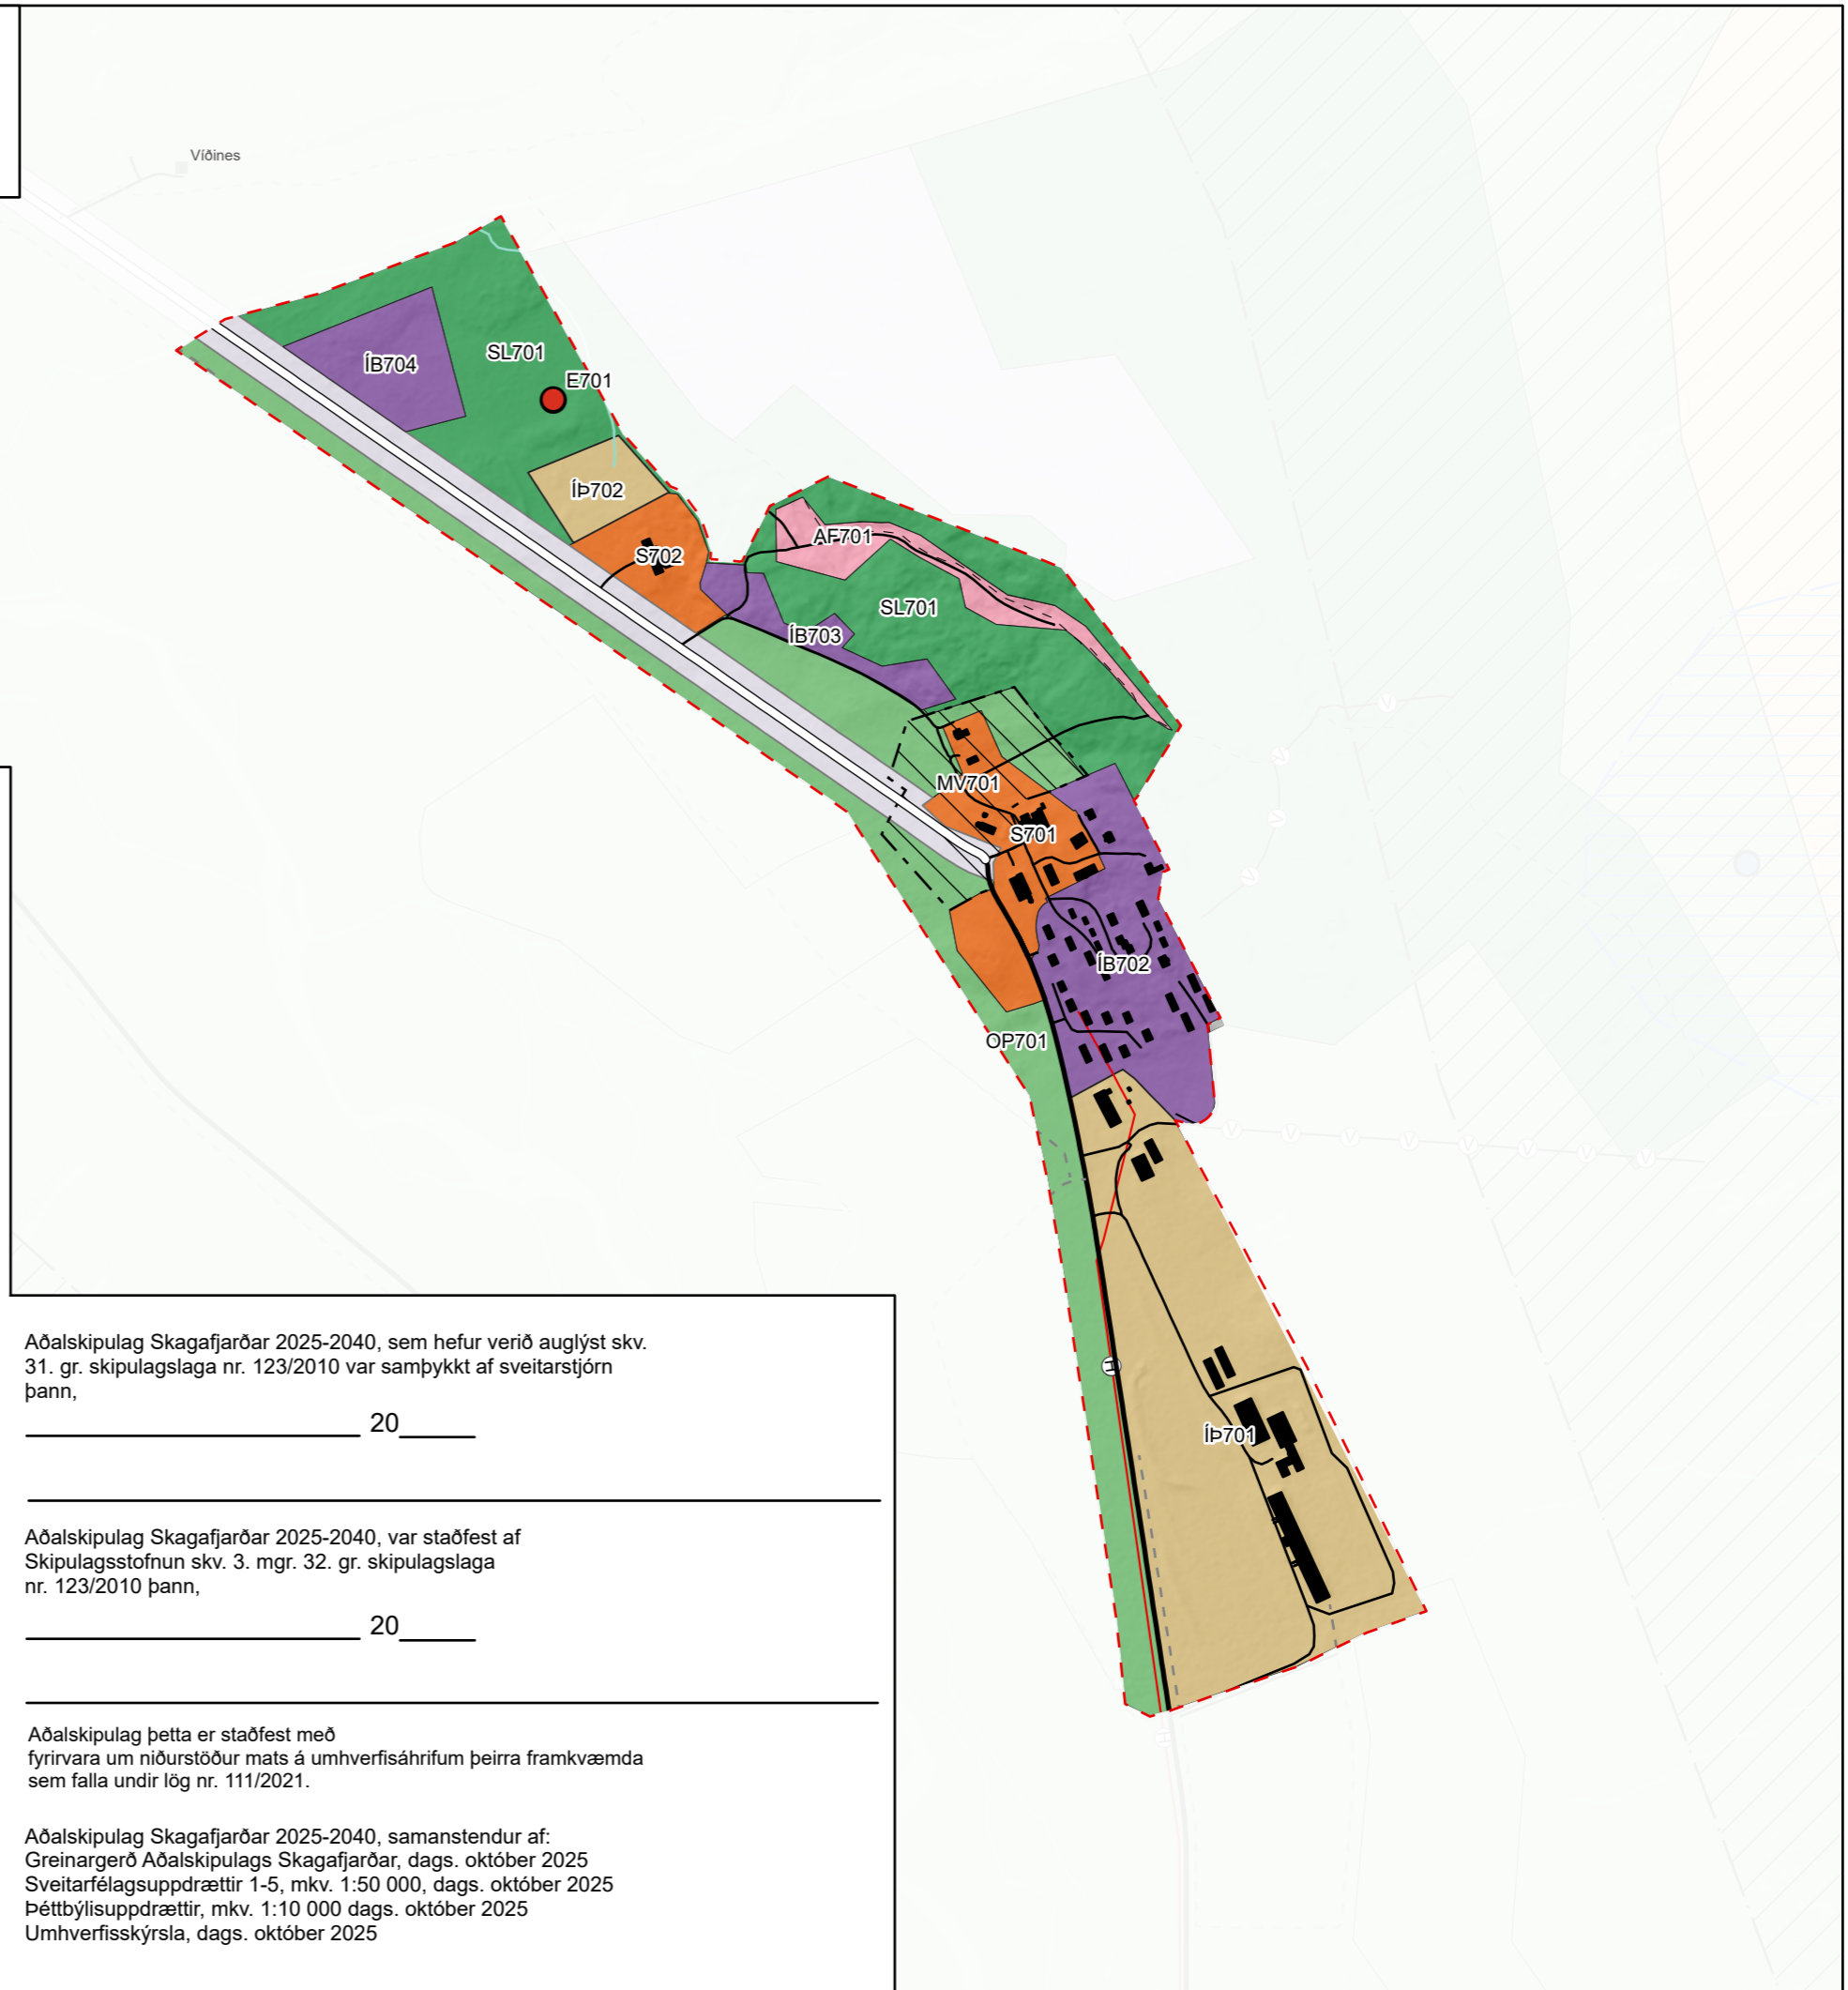 Víðines
ÍB704
SL701
E701
ÍÞ702
S702
AF701
SL701
ÍB703
MV701
S701
ÍB702
OP701
V
V
V
V
V
V
V
V
V
V
V
V
H
ÍÞ701
H
Aðalskipulag Skagafjarðar 2025-2040, sem hefur verið auglýst skv.
31. gr. skipulagslaga nr. 123/2010 var samþykkt af sveitarstjórn
þann,
20
Aðalskipulag Skagafjarðar 2025-2040, var staðfest af
Skipulagsstofnun skv. 3. mgr. 32. gr. skipulagslaga
nr. 123/2010 þann,
20
Aðalskipulag þetta er staðfest með
fyrirvara um niðurstöður mats á umhverfisáhrifum þeirra framkvæmda
sem falla undir lög nr. 111/2021.
Aðalskipulag Skagafjarðar 2025-2040, samanstendur af:
Greinargerð Aðalskipulags Skagafjarðar, dags. október 2025
Sveitarfélagsuppdrættir 1-5, mkv. 1:50 000, dags. október 2025
Þéttbýlisuppdrættir, mkv. 1:10 000 dags. október 2025
Umhverfisskýrsla, dags. október 2025